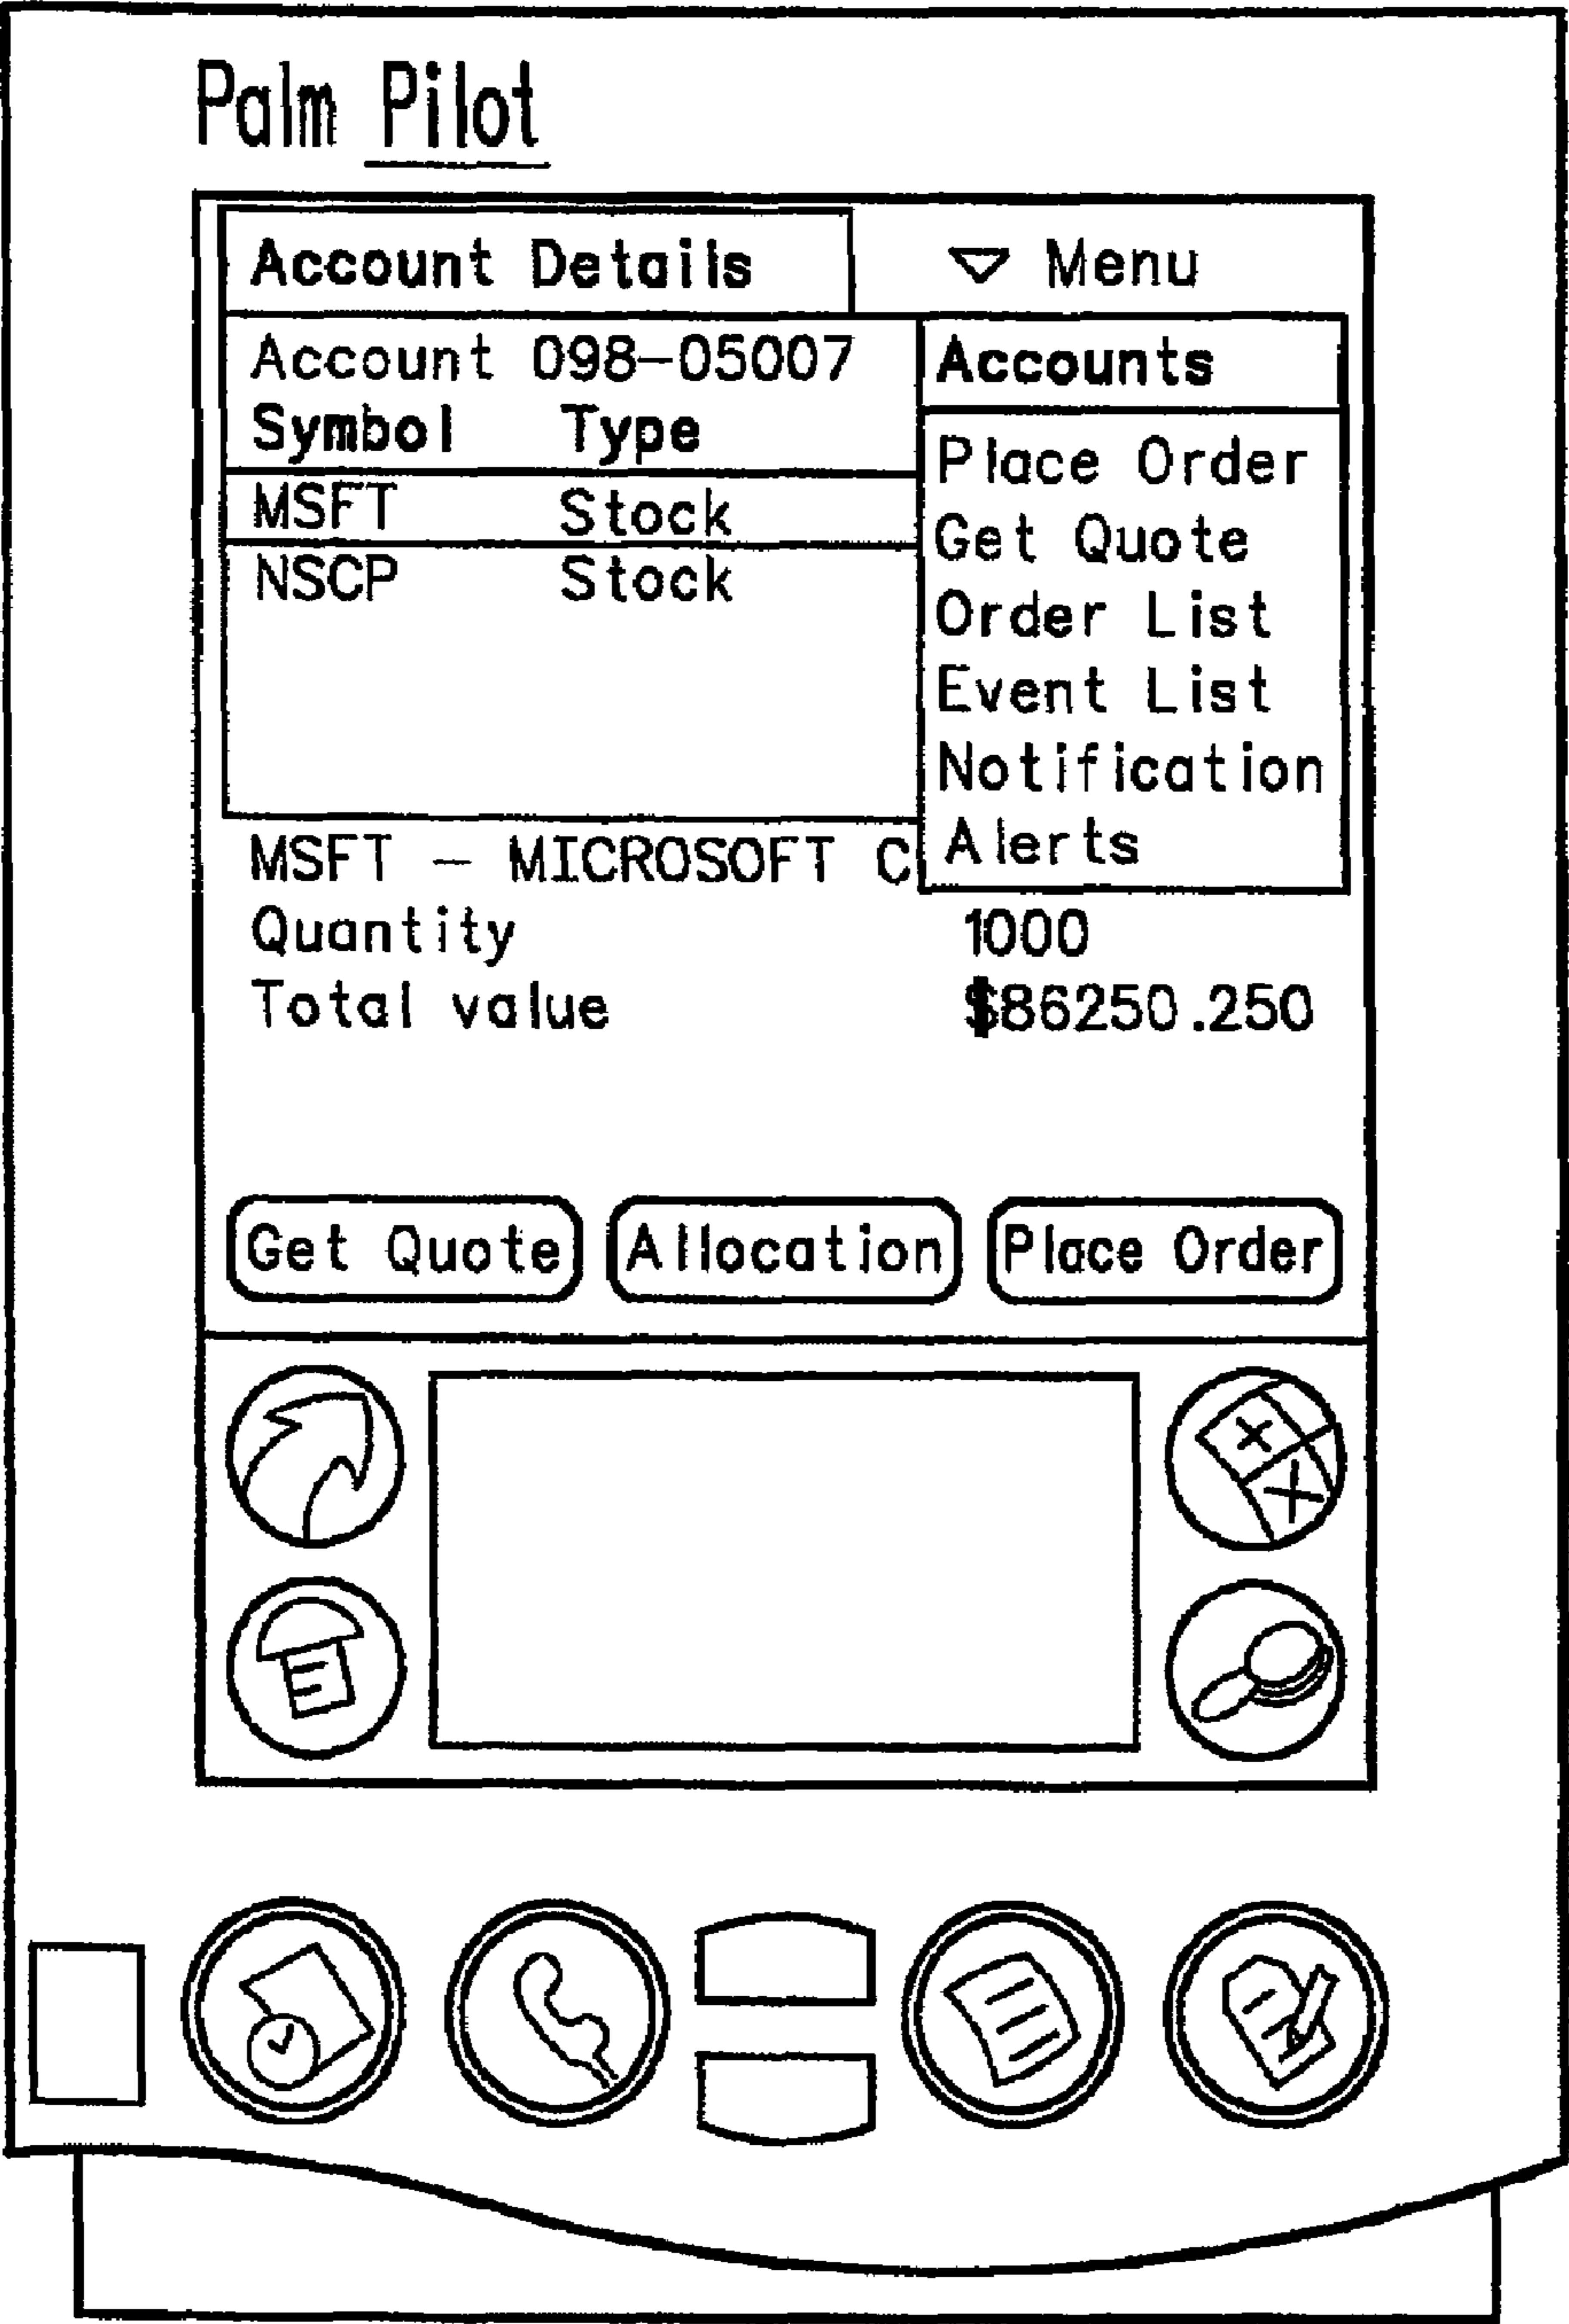 Palm Pilot
Account Details ▽ Menu
Account 098-05007
Symbol Type
MSFT Stock
NSCP Stock
Accounts
Place Order
Get Quote
Order List
Event List
Notification
Alerts
MSFT - MICROSOFT C
Quantity 1000
Total value $86250.250
Get Quote Allocation Place Order